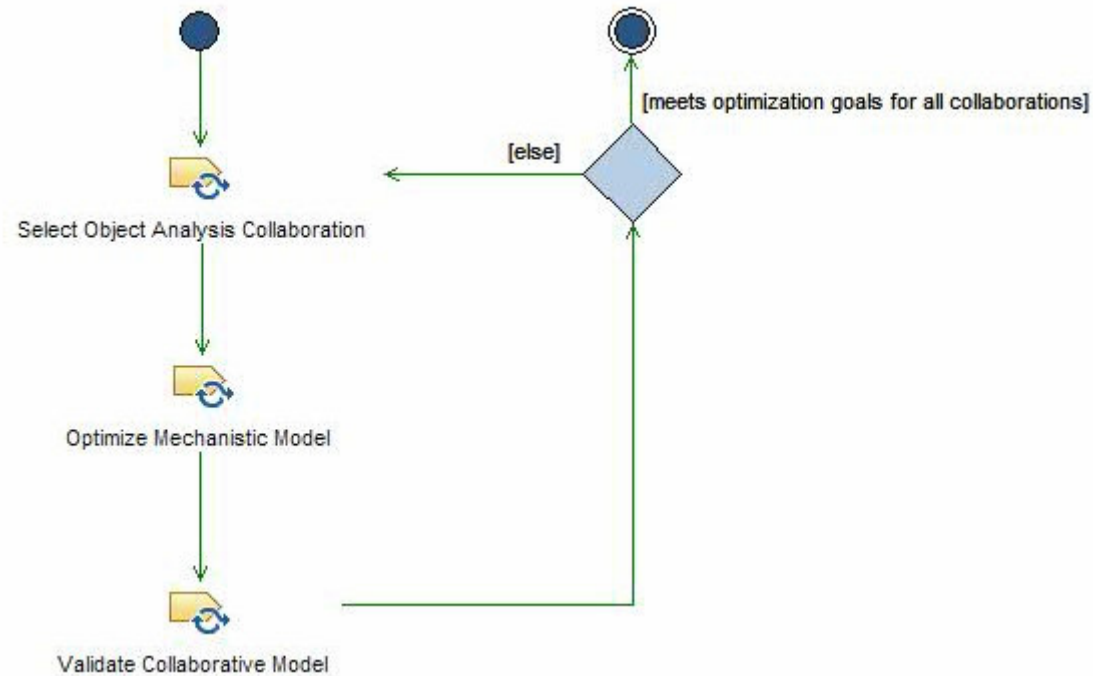 [meets optimization goals for all collaborations]
[else]
Select Object Analysis Collaboration
Optimize Mechanistic Model
Validate Collaborative Model